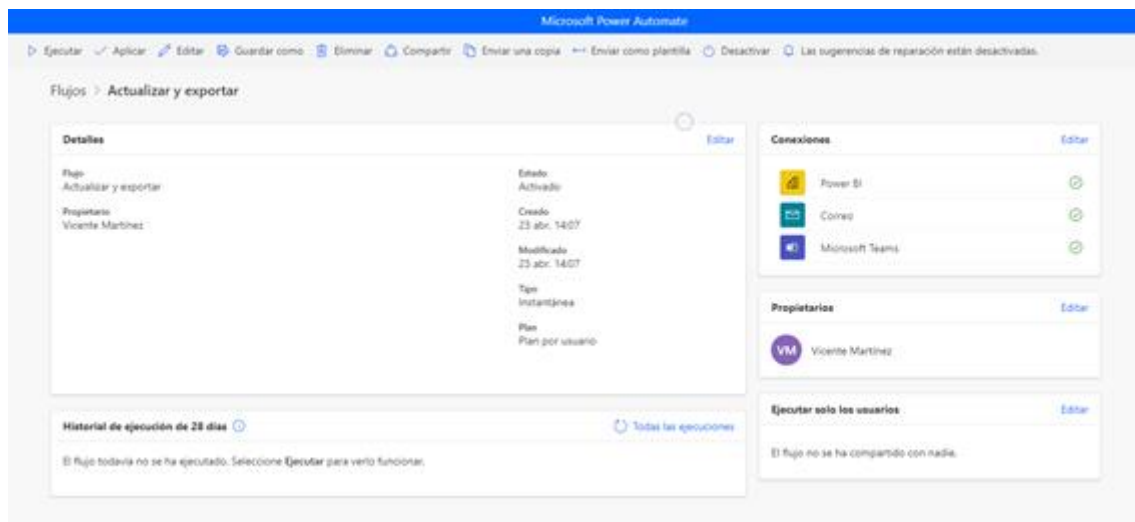 Microsoft Power Automate
Ejecutar Aplicar Editar Guardar como Eliminar Compartir Enviar una copia Enviar como plantilla Desactivar Las sugerencias de reparación están desactivadas.
Flujos > Actualizar y exportar
Detalles Editar
Flujo
Actualizar y exportar
Propietario
Vicente Martínez
Estado
Activado
Creado
23 abr. 14:07
Modificado
23 abr. 14:07
Tipo
Instantánea
Plan
Plan por usuario
Historial de ejecución de 28 días Todas las ejecuciones
El flujo todavía no se ha ejecutado. Seleccione Ejecutar para verlo funcionar.
Conexiones Editar
Power BI
Correo
Microsoft Teams
Propietarios Editar
VM Vicente Martínez
Ejecutar solo los usuarios Editar
El flujo no se ha compartido con nadie.